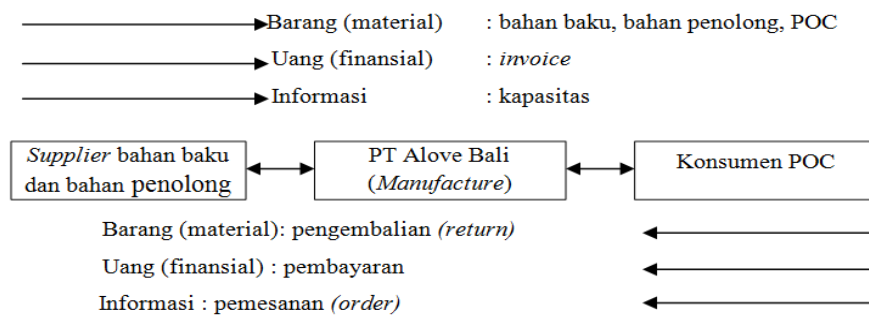 Barang (material) : bahan baku, bahan penolong, POC
Uang (finansial) : invoice
Informasi : kapasitas
Supplier bahan baku
dan bahan penolong
PT Alove Bali
(Manufacture)
Konsumen POC
Barang (material): pengembalian (return)
Uang (finansial) : pembayaran
Informasi : pemesanan (order)